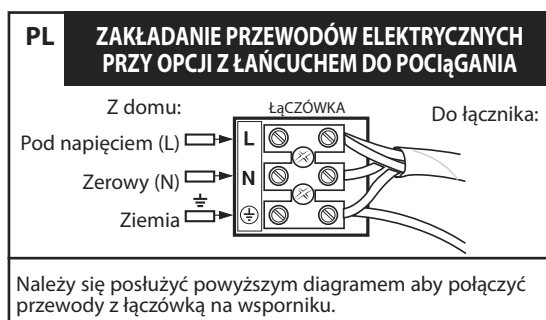 PL
ZAKŁADANIE PRZEWODÓW ELEKTRYCZNYCH
PRZY OPCJI Z ŁAŃCUCHEM DO POCIąGANIA
Z domu:
ŁąCZÓWKA
Do łącznika:
Pod napięciem (L)
L
Zerowy (N)
N
Ziemia
Należy się posłużyć powyższym diagramem aby połączyć
przewody z łączówką na wsporniku.